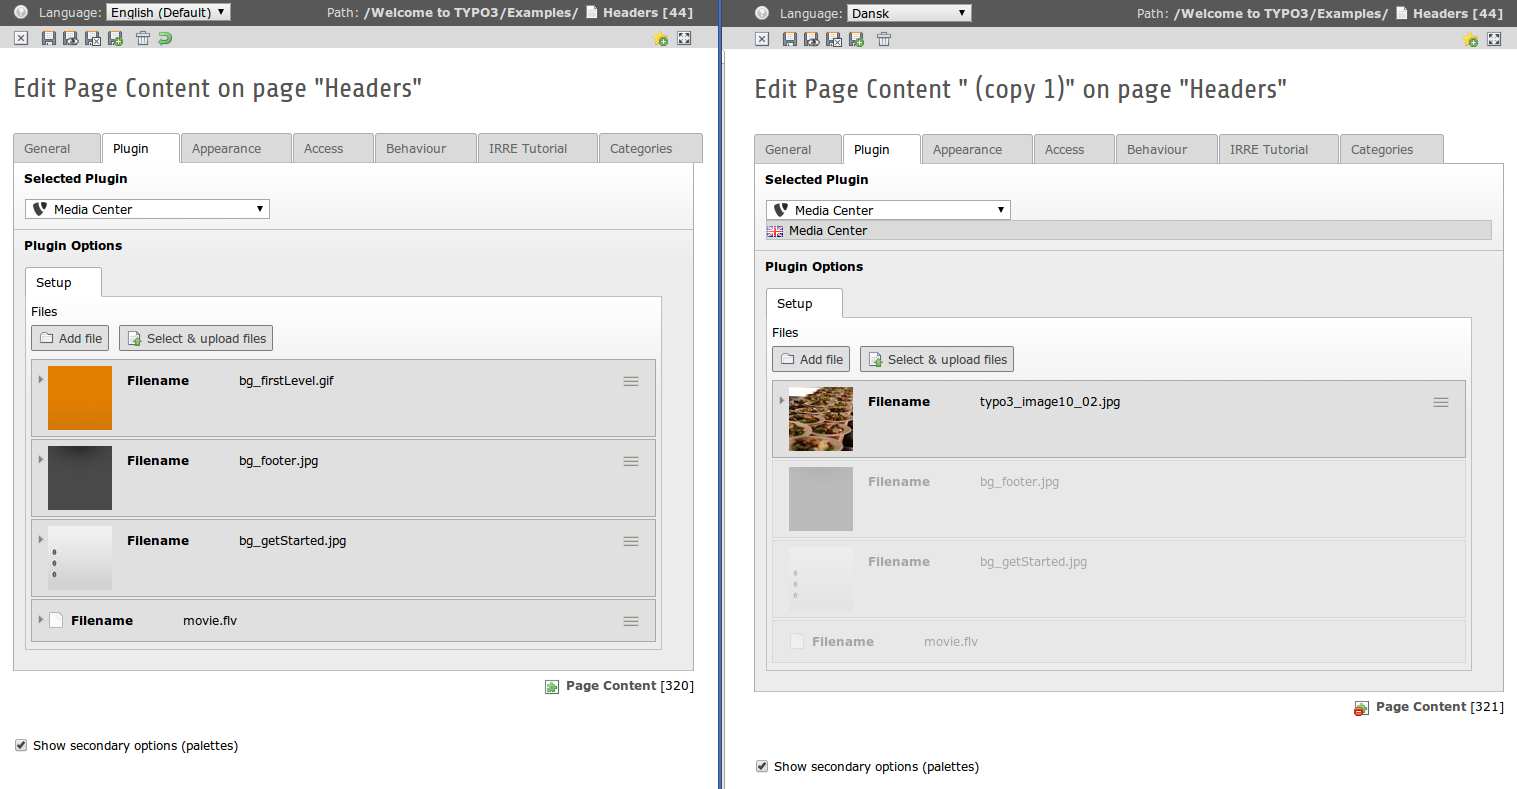 Language: English (Default)
Path: /Welcome to TYPO3/Examples/ Headers [44]
Edit Page Content on page "Headers"
General Plugin Appearance Access Behaviour IRRE Tutorial Categories
Selected Plugin
Media Center
Plugin Options
Setup
Files
Add file Select & upload files
Filename bg_firstLevel.gif
Filename bg_footer.jpg
Filename bg_getStarted.jpg
Filename movie.flv
Page Content [320]
Show secondary options (palettes)
Language: Dansk
Path: /Welcome to TYPO3/Examples/ Headers [44]
Edit Page Content " (copy 1)" on page "Headers"
General Plugin Appearance Access Behaviour IRRE Tutorial Categories
Selected Plugin
Media Center
Media Center
Plugin Options
Setup
Files
Add file Select & upload files
Filename typo3_image10_02.jpg
Filename bg_footer.jpg
Filename bg_getStarted.jpg
Filename movie.flv
Page Content [321]
Show secondary options (palettes)